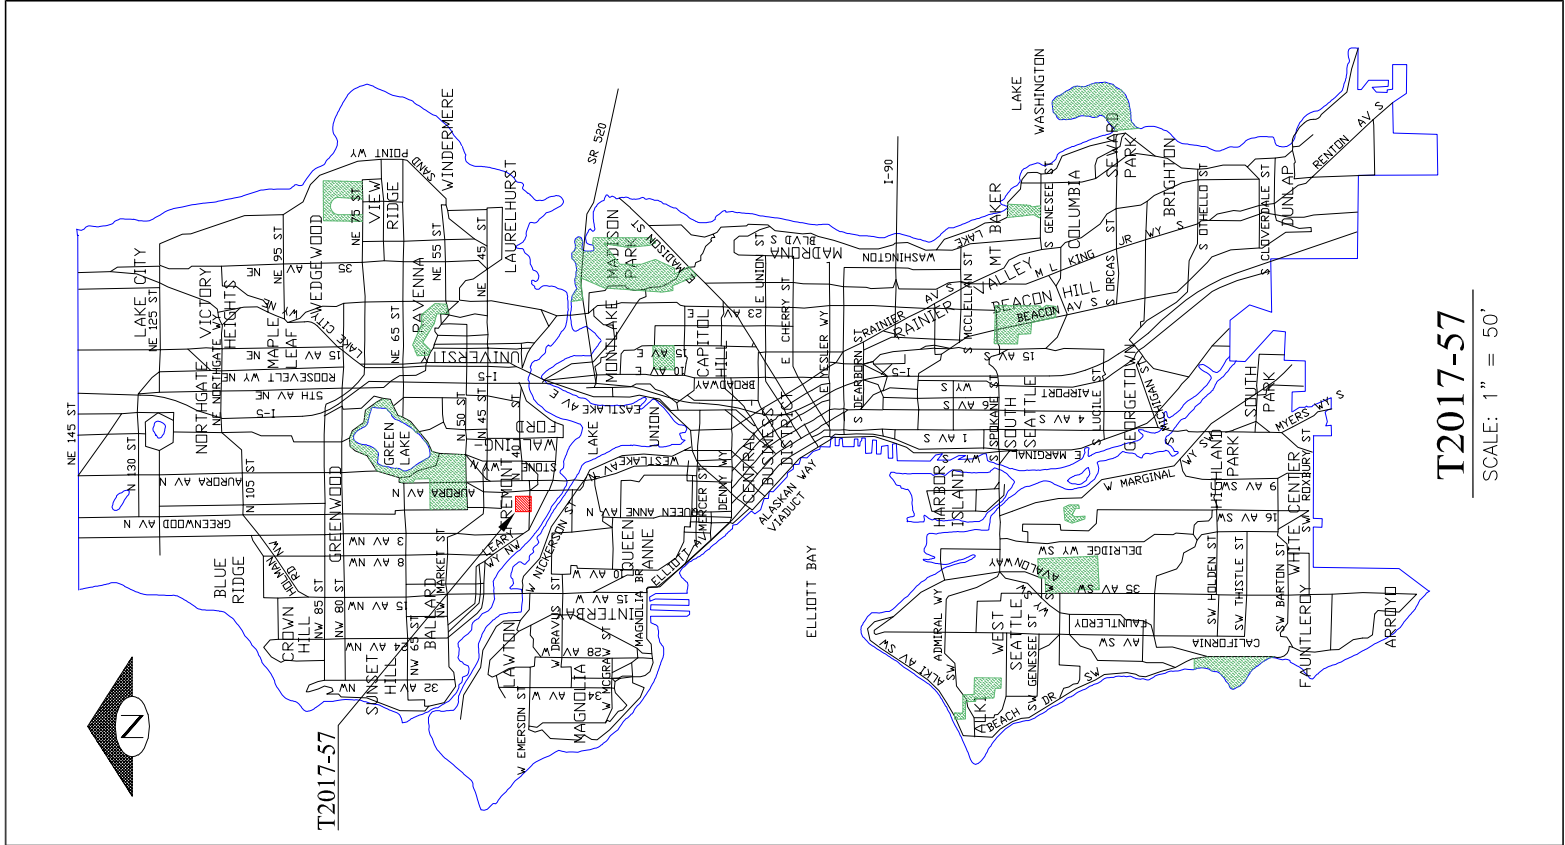 NE 145 ST
N 130 ST
NE 125 ST
LAKE CITY
NORTHGATE
NE NORTHGATE WY
VICTORY
HEIGHTS
MAPLE
LEAF
LAKE CITY WY NE
NE 95 ST
WEDGEWOOD
35 AV NE
15 AV NE
ROOSEVELT WY NE
5TH AV NE
I-5
N 105 ST
AURORA AV N
GREENWOOD AV N
3 AV NW
8 AV NW
15 AV NW
24 AV NW
32 AV NW
HOLMAN
RD NW
BLUE
RIDGE
CROWN
HILL
NW 85 ST
NW 80 ST
GREENWOOD
GREEN
LAKE
NE 75 ST
VIEW
RIDGE
SAND
POINT WY
WINDERMERE
NE 65 ST
RAVENNA
NE 55 ST
NE 45 ST
LAURELHURST
UNIVERSITY
I-5
N 50 ST
N 45 ST
N 40 ST
WALLING-
FORD
STONE WY N
AURORA AV N
FREMONT
LEARY
WY NW
NW MARKET ST
BALLARD
NW 65 ST
SUNSET
HILL
T2017-57
N
SR 520
MADISON
PARK
E MADISON ST
MONTLAKE
LAKE
UNION
EASTLAKE AV E
WESTLAKE AV N
W NICKERSON ST
QUEEN ANNE AV N
QUEEN
ANNE
10 AV W
15 AV W
INTERBAY
LAWTON
W DRAVUS ST
28 AV W
34 AV W
W EMERSON ST
MAGNOLIA
W MCGRAW ST
MAGNOLIA BR
ELLIOTT AV
MERCER ST
DENNY WY
CAPITOL
HILL
10 AV E
15 AV E
23 AV E
BROADWAY
E UNION ST
E CHERRY ST
E YESLER WY
MADRONA
LAKE
WASHINGTON
BLVD S
CENTRAL
BUSINESS
DISTRICT
ALASKAN WAY
VIADUCT
ELLIOTT BAY
I-90
S DEARBORN ST
RAINIER
AV S
RAINIER
VALLEY
M L KING
JR WY S
MT BAKER
S MCCLELLAN ST
BEACON HILL
BEACON AV S
15 AV S
I-5
AIRPORT
WY S
6 AV S
4 AV S
1 AV S
E MARGINAL
WY S
S SPOKANE ST
SOUTH
SEATTLE
HARBOR
ISLAND
LAKE
WASHINGTON
S GENESEE ST
COLUMBIA
SEWARD
PARK
S ORCAS ST
BRIGHTON
S OTHELLO ST
S CLOVERDALE ST
DUNLAP
RENTON AV S
S LUCILE ST
GEORGETOWN
S MICHIGAN ST
SOUTH
PARK
MYERS WY S
W MARGINAL
WY SW
HIGHLAND
PARK
9 AV SW
16 AV SW
SW ROXBURY ST
WHITE CENTER
DELRIDGE WY SW
AVALON WAY
SW
35 AV SW
SW HOLDEN ST
SW THISTLE ST
SW BARTON ST
FAUNTLEROY
WY SW
CALIFORNIA
AV SW
ADMIRAL WY
SW
ALKI AV SW
ALKI
WEST
SEATTLE
SW GENESEE ST
BEACH DR SW
FAUNTLEROY
ARROYO
T2017-57
SCALE: 1" = 50'